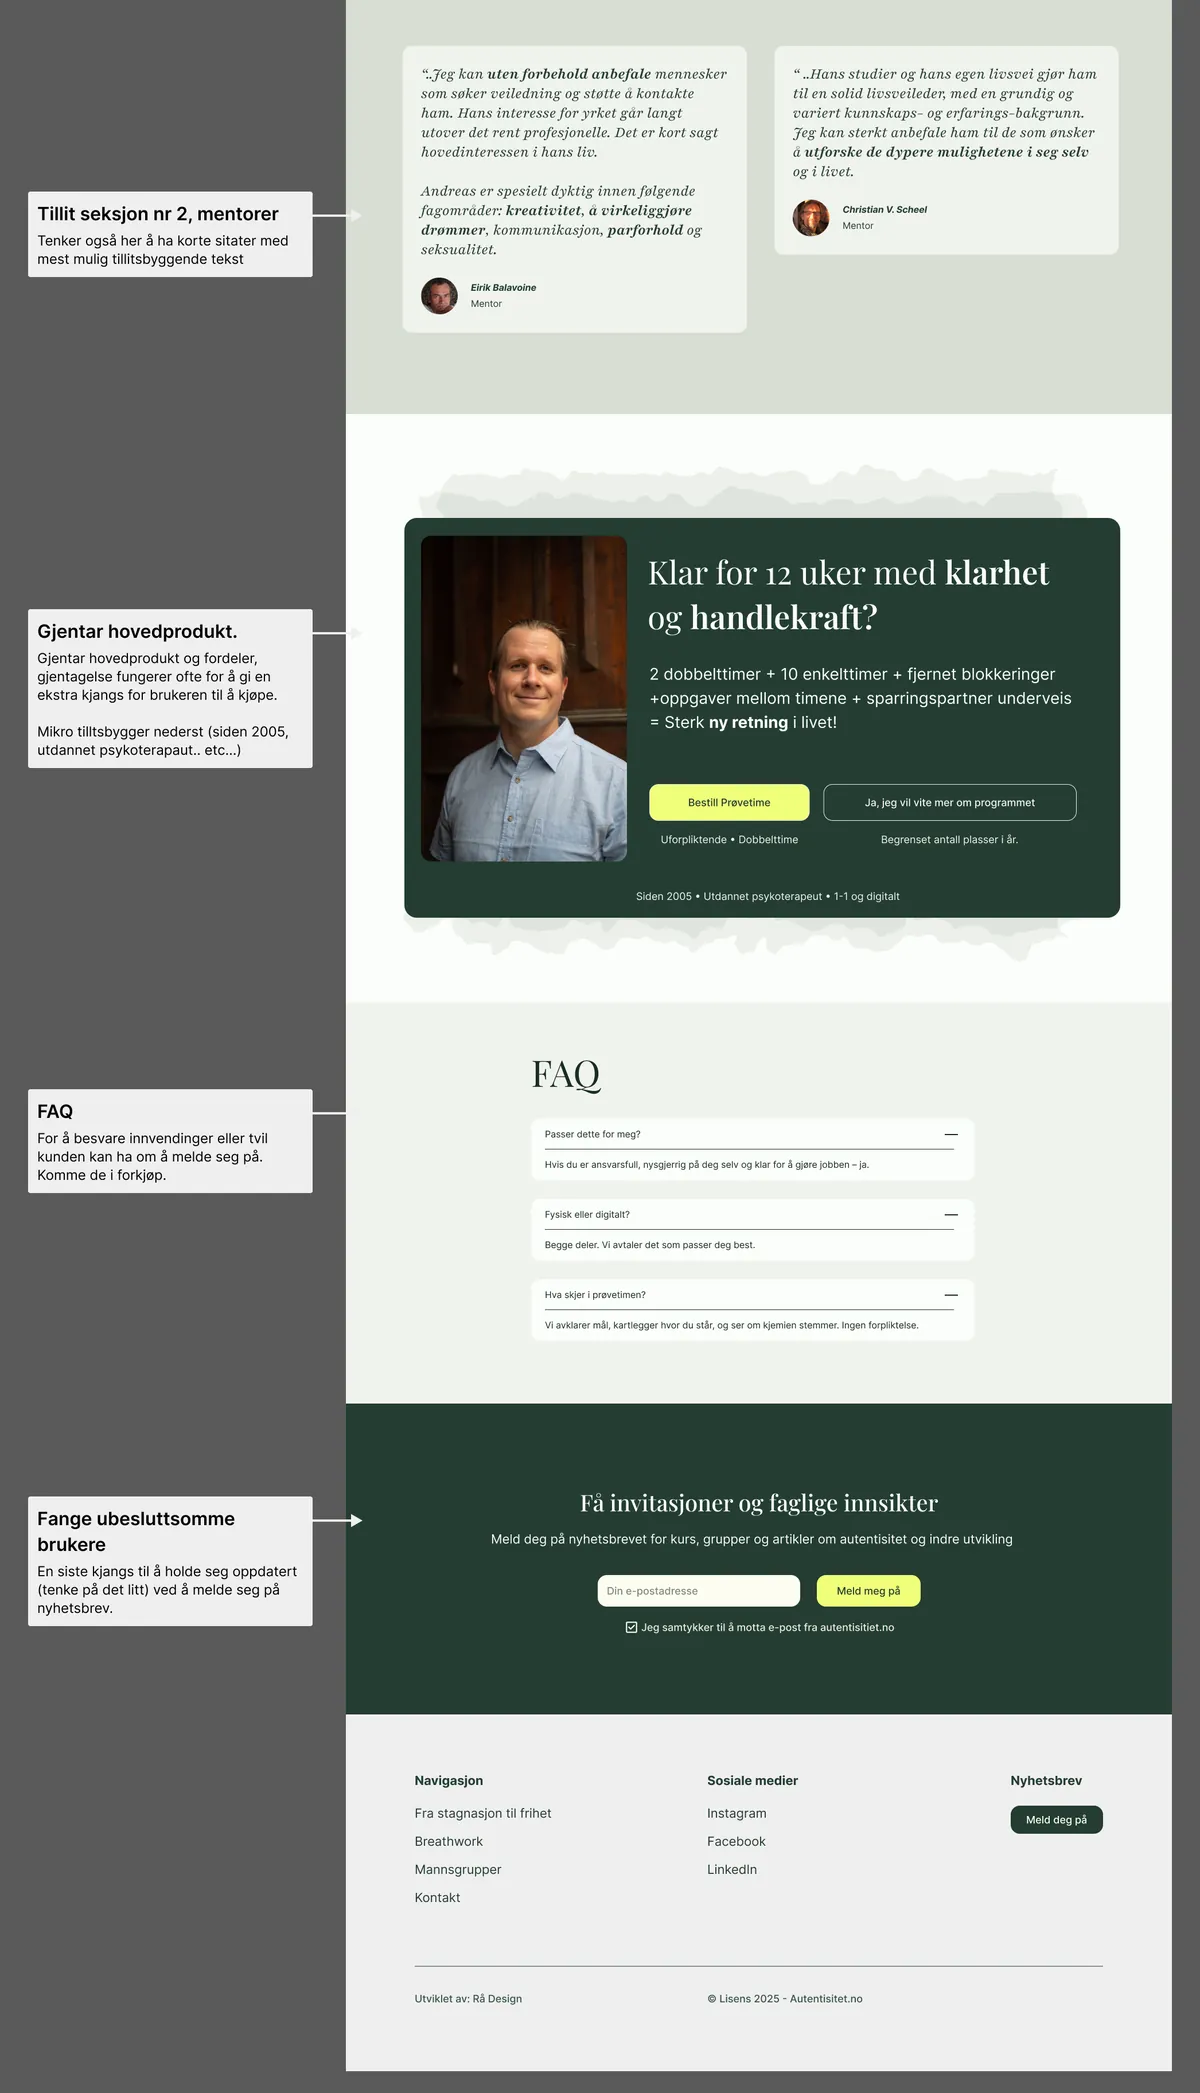 “..Jeg kan uten forbehold anbefale mennesker
som søker veiledning og støtte å kontakte
ham. Hans interesse for yrket går langt
utover det rent profesjonelle. Det er kort sagt
hovedinteressen i hans liv.
Andreas er spesielt dyktig innen følgende
fagområder: kreativitet, å virkeliggjøre
drømmer, kommunikasjon, parforhold og
seksualitet.
Eirik Balavoine
Mentor
“ ..Hans studier og hans egen livsvei gjør ham
til en solid livsveileder, med en grundig og
variert kunnskaps- og erfarings-bakgrunn.
Jeg kan sterkt anbefale ham til de som ønsker
å utforske de dypere mulighetene i seg selv
og i livet.
Christian V. Scheel
Mentor
Tillit seksjon nr 2, mentorer
Tenker også her å ha korte sitater med
mest mulig tillitsbyggende tekst
Gjentar hovedprodukt.
Gjentar hovedprodukt og fordeler,
gjentagelse fungerer ofte for å gi en
ekstra kjangs for brukeren til å kjøpe.
Mikro tilltsbygger nederst (siden 2005,
utdannet psykoterapaut.. etc...)
Klar for 12 uker med klarhet
og handlekraft?
2 dobbelttimer + 10 enkelttimer + fjernet blokkeringer
+oppgaver mellom timene + sparringspartner underveis
= Sterk ny retning i livet!
Bestill Prøvetime
Ja, jeg vil vite mer om programmet
Uforpliktende • Dobbelttime
Begrenset antall plasser i år.
Siden 2005 • Utdannet psykoterapeut • 1-1 og digitalt
FAQ
For å besvare innvendinger eller tvil
kunden kan ha om å melde seg på.
Komme de i forkjøp.
FAQ
Passer dette for meg?
Hvis du er ansvarsfull, nysgjerrig på deg selv og klar for å gjøre jobben – ja.
Fysisk eller digitalt?
Begge deler. Vi avtaler det som passer deg best.
Hva skjer i prøvetimen?
Vi avklarer mål, kartlegger hvor du står, og ser om kjemien stemmer. Ingen forpliktelse.
Fange ubesluttsomme
brukere
En siste kjangs til å holde seg oppdatert
(tenke på det litt) ved å melde seg på
nyhetsbrev.
Få invitasjoner og faglige innsikter
Meld deg på nyhetsbrevet for kurs, grupper og artikler om autentisitet og indre utvikling
Din e-postadresse
Meld meg på
Jeg samtykker til å motta e-post fra autentisitiet.no
Navigasjon
Fra stagnasjon til frihet
Breathwork
Mannsgrupper
Kontakt
Sosiale medier
Instagram
Facebook
LinkedIn
Nyhetsbrev
Meld deg på
Utviklet av: Rå Design
© Lisens 2025 - Autentisitet.no